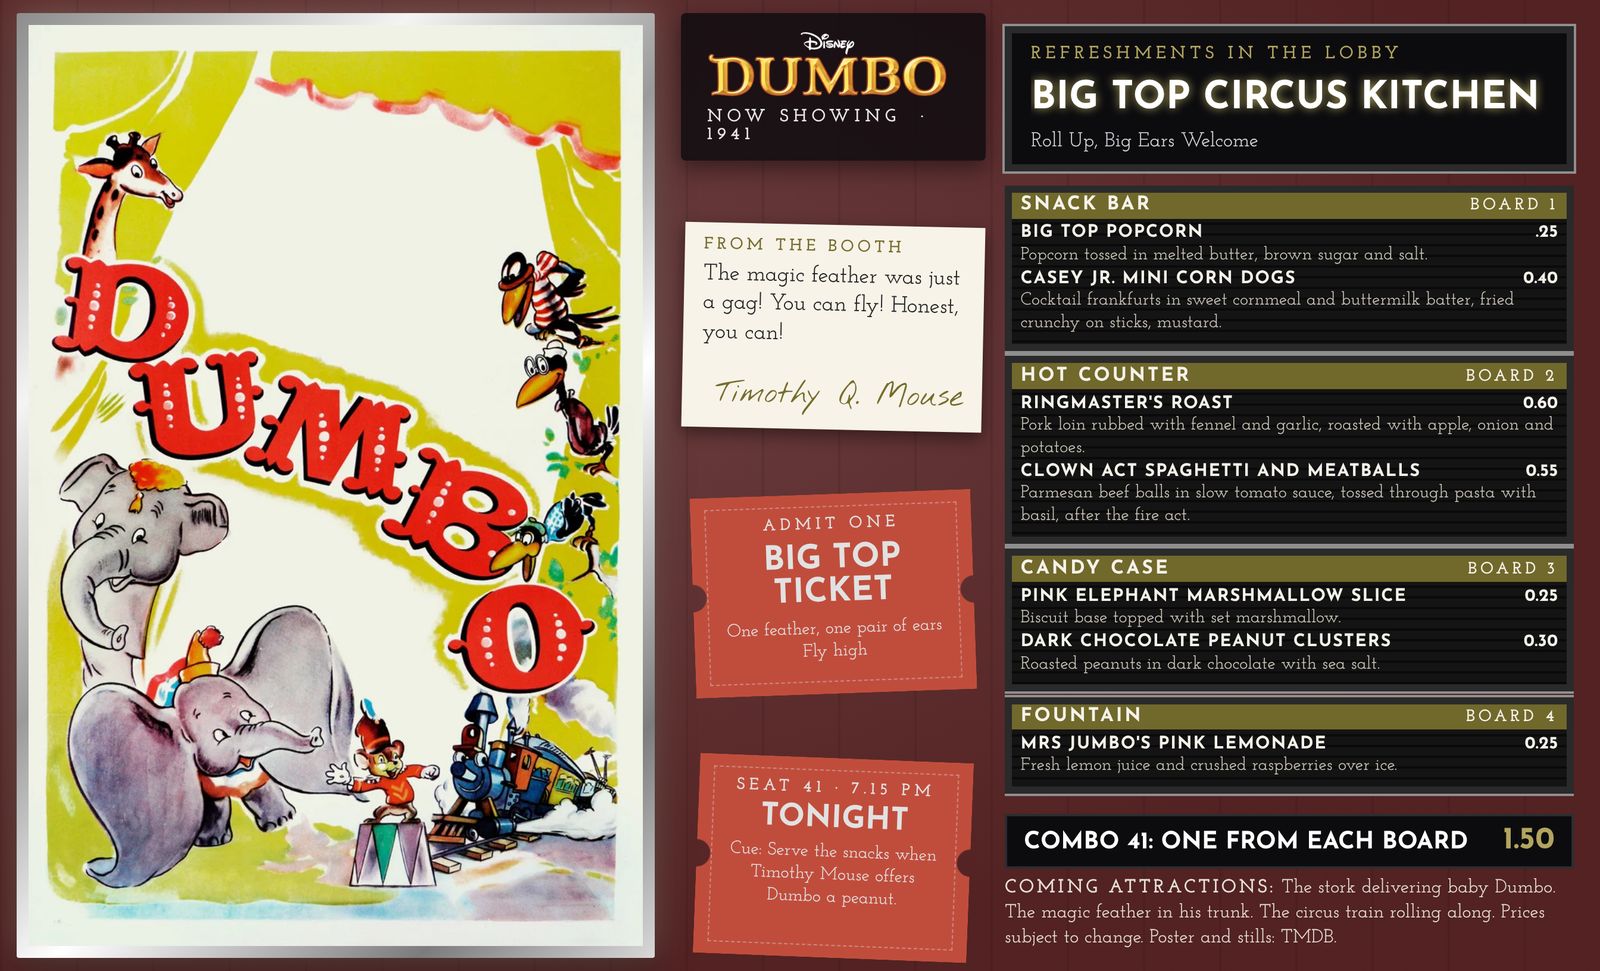 DUMBO
Disney
DUMBO
NOW SHOWING ·
1941
FROM THE BOOTH
The magic feather was just
a gag! You can fly! Honest,
you can!
Timothy Q. Mouse
ADMIT ONE
BIG TOP
TICKET
One feather, one pair of ears
Fly high
SEAT 41 · 7.15 PM
TONIGHT
Cue: Serve the snacks when
Timothy Mouse offers
Dumbo a peanut.
REFRESHMENTS IN THE LOBBY
BIG TOP CIRCUS KITCHEN
Roll Up, Big Ears Welcome
SNACK BAR BOARD 1
BIG TOP POPCORN .25
Popcorn tossed in melted butter, brown sugar and salt.
CASEY JR. MINI CORN DOGS 0.40
Cocktail frankfurts in sweet cornmeal and buttermilk batter, fried
crunchy on sticks, mustard.
HOT COUNTER BOARD 2
RINGMASTER'S ROAST 0.60
Pork loin rubbed with fennel and garlic, roasted with apple, onion and
potatoes.
CLOWN ACT SPAGHETTI AND MEATBALLS 0.55
Parmesan beef balls in slow tomato sauce, tossed through pasta with
basil, after the fire act.
CANDY CASE BOARD 3
PINK ELEPHANT MARSHMALLOW SLICE 0.25
Biscuit base topped with set marshmallow.
DARK CHOCOLATE PEANUT CLUSTERS 0.30
Roasted peanuts in dark chocolate with sea salt.
FOUNTAIN BOARD 4
MRS JUMBO'S PINK LEMONADE 0.25
Fresh lemon juice and crushed raspberries over ice.
COMBO 41: ONE FROM EACH BOARD 1.50
COMING ATTRACTIONS: The stork delivering baby Dumbo.
The magic feather in his trunk. The circus train rolling along. Prices
subject to change. Poster and stills: TMDB.